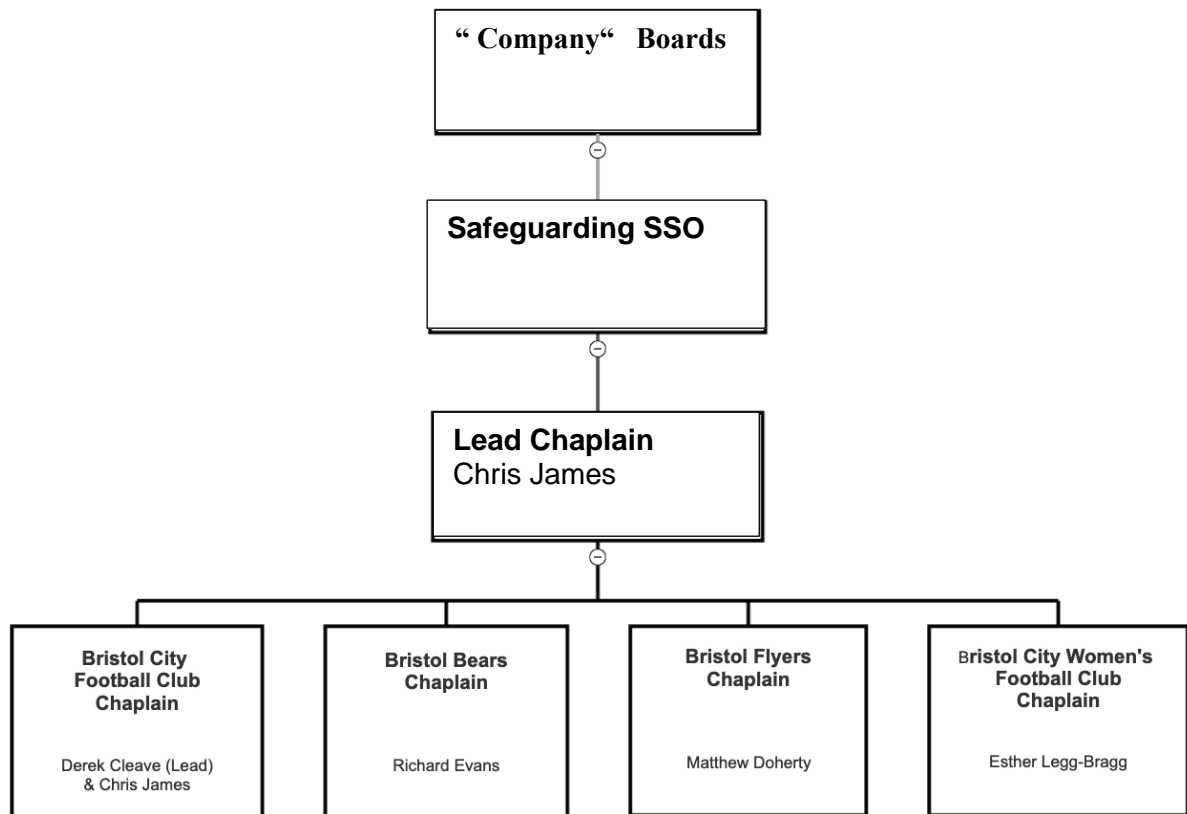 “ Company“ Boards
Safeguarding SSO
Lead Chaplain
Chris James
Bristol City
Football Club
Chaplain
Derek Cleave (Lead)
& Chris James
Bristol Bears
Chaplain
Richard Evans
Bristol Flyers
Chaplain
Matthew Doherty
Bristol City Women's
Football Club
Chaplain
Esther Legg-Bragg